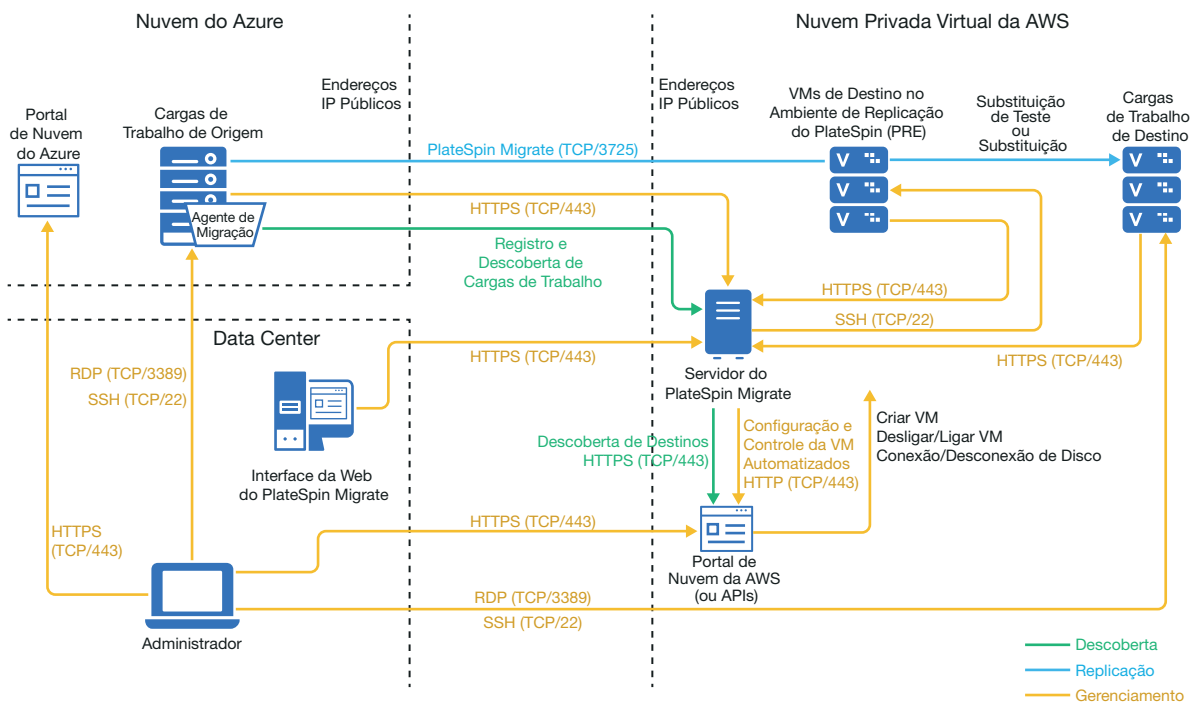 Nuvem do Azure
Nuvem Privada Virtual da AWS
Endereços
IP Públicos
Endereços
IP Públicos
Portal
de Nuvem
do Azure
Cargas de
Trabalho de Origem
VMs de Destino no
Ambiente de Replicação
do PlateSpin (PRE)
Substituição
de Teste
ou
Substituição
Cargas
de Trabalho
de Destino
PlateSpin Migrate (TCP/3725)
V
V
V
V
V
V
HTTPS (TCP/443)
Agente de
Migração
Registro e
Descoberta de
Cargas de Trabalho
HTTPS (TCP/443)
SSH (TCP/22)
HTTPS (TCP/443)
Data Center
HTTPS (TCP/443)
RDP (TCP/3389)
SSH (TCP/22)
Servidor do
PlateSpin Migrate
Interface da Web
do PlateSpin Migrate
Descoberta de Destinos
HTTPS (TCP/443)
Configuração e
Controle da VM
Automatizados
HTTP (TCP/443)
Criar VM
Desligar/Ligar VM
Conexão/Desconexão de Disco
HTTPS
(TCP/443)
HTTPS (TCP/443)
Portal de
Nuvem da AWS
(ou APIs)
RDP (TCP/3389)
SSH (TCP/22)
Administrador
Descoberta
Replicação
Gerenciamento